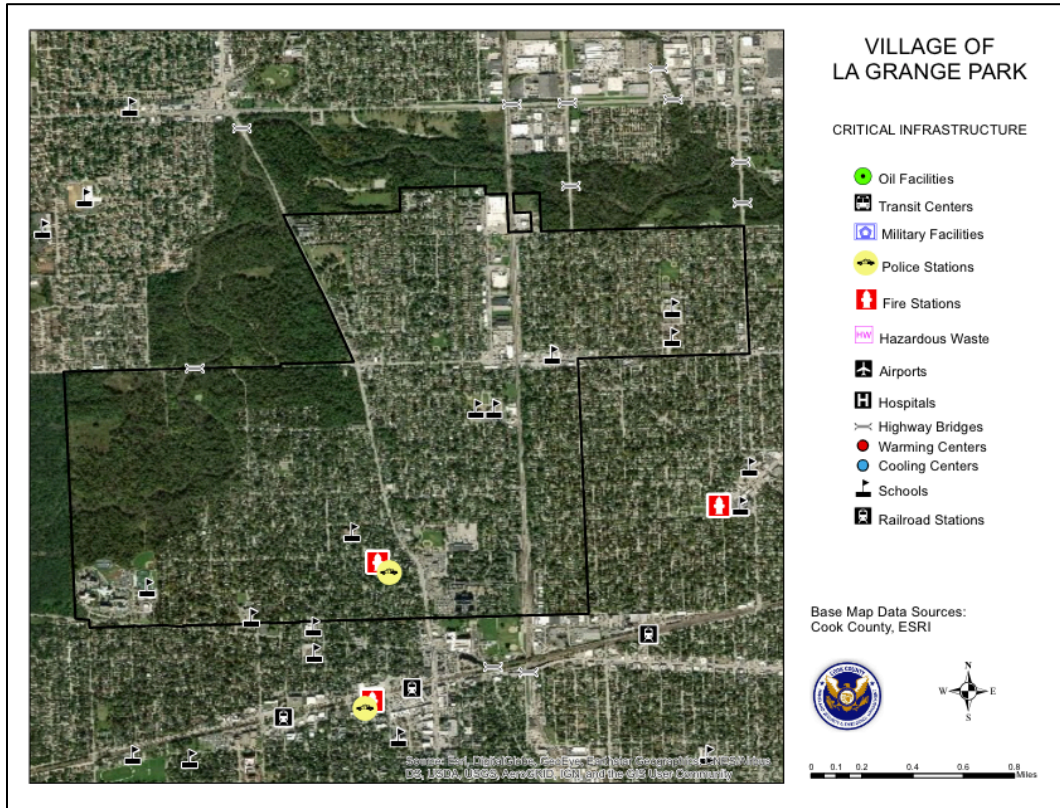 VILLAGE OF
LA GRANGE PARK
CRITICAL INFRASTRUCTURE
Oil Facilities
Transit Centers
Military Facilities
Police Stations
Fire Stations
HW Hazardous Waste
Airports
H Hospitals
Highway Bridges
Warming Centers
Cooling Centers
Schools
Railroad Stations
Base Map Data Sources:
Cook County, ESRI
COOK COUNTY
N
W E
S
0 0.1 0.2 0.4 0.6 0.8
Miles
Source: Esri, DigitalGlobe, GeoEye, Earthstar Geographics, CNES/Airbus
DS, USDA, USGS, AeroGRID, IGN, and the GIS User Community